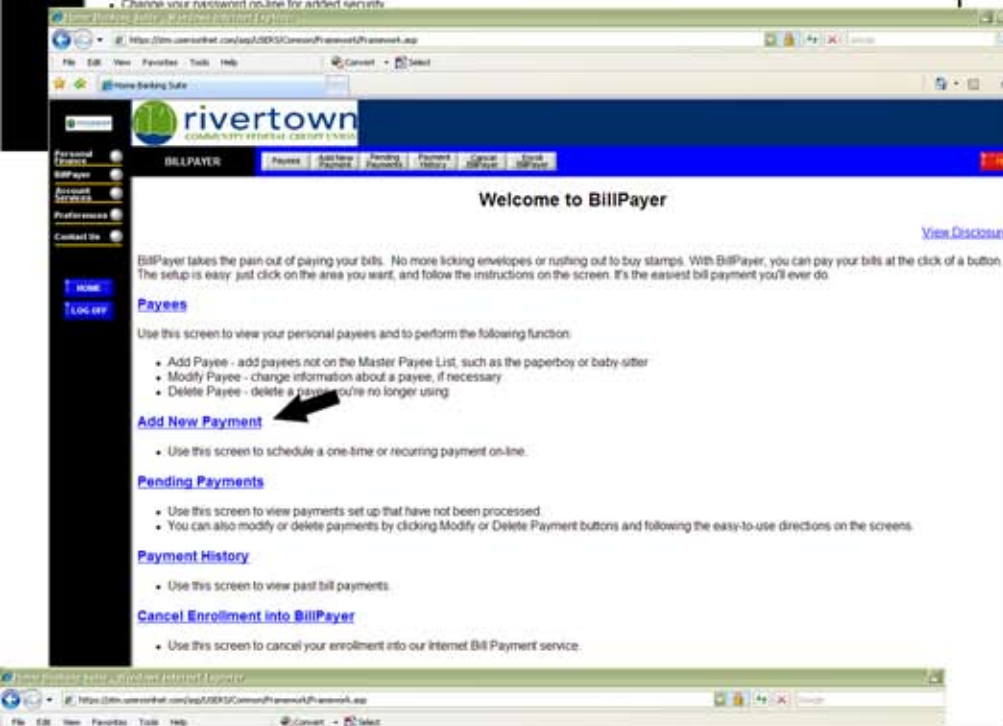 • Change your password on-line for added security
Home Banking Suite - Windows Internet Explorer
File Edit View Favorites Tools Help Convert Select
Home Banking Suite
rivertown
COMMUNITY FEDERAL CREDIT UNION
Personal Finance
BillPayer
Account Services
Preferences
Contact Us
HOME
LOG OFF
BILLPAYER Payees Add New Payment Pending Payments Payment History Cancel BillPayer Enroll BillPayer
Welcome to BillPayer
View Disclosur
BillPayer takes the pain out of paying your bills. No more licking envelopes or rushing out to buy stamps. With BillPayer, you can pay your bills at the click of a button.
The setup is easy: just click on the area you want, and follow the instructions on the screen. It's the easiest bill payment you'll ever do.
Payees
Use this screen to view your personal payees and to perform the following function:
• Add Payee - add payees not on the Master Payee List, such as the paperboy or baby-sitter
• Modify Payee - change information about a payee, if necessary
• Delete Payee - delete a payee you're no longer using
Add New Payment
• Use this screen to schedule a one-time or recurring payment on-line.
Pending Payments
• Use this screen to view payments set up that have not been processed.
• You can also modify or delete payments by clicking Modify or Delete Payment buttons and following the easy-to-use directions on the screens.
Payment History
• Use this screen to view past bill payments.
Cancel Enrollment into BillPayer
• Use this screen to cancel your enrollment into our Internet Bill Payment service.
Home Banking Suite - Windows Internet Explorer
File Edit View Favorites Tools Help Convert Select